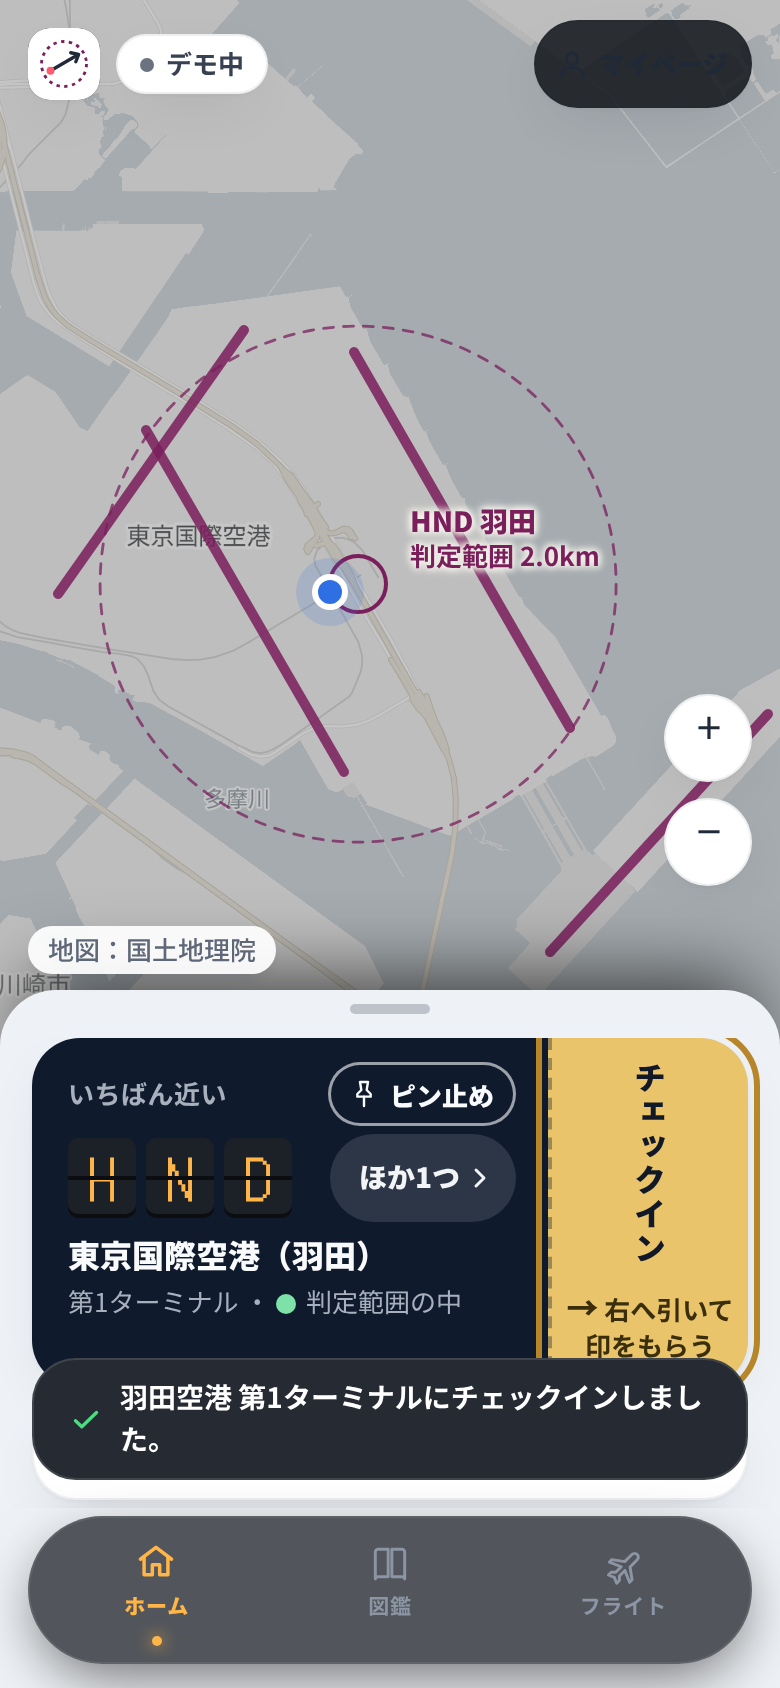 デモ中
マイページ
HND 羽田
判定範囲 2.0km
東京国際空港
多摩川
+
−
地図：国土地理院
川崎市
いちばん近い
ピン止め
HND
ほか1つ
東京国際空港（羽田）
第1ターミナル・判定範囲の中
チェックイン
→ 右へ引いて
印をもらう
羽田空港 第1ターミナルにチェックインしまし
た。
ホーム
図鑑
フライト